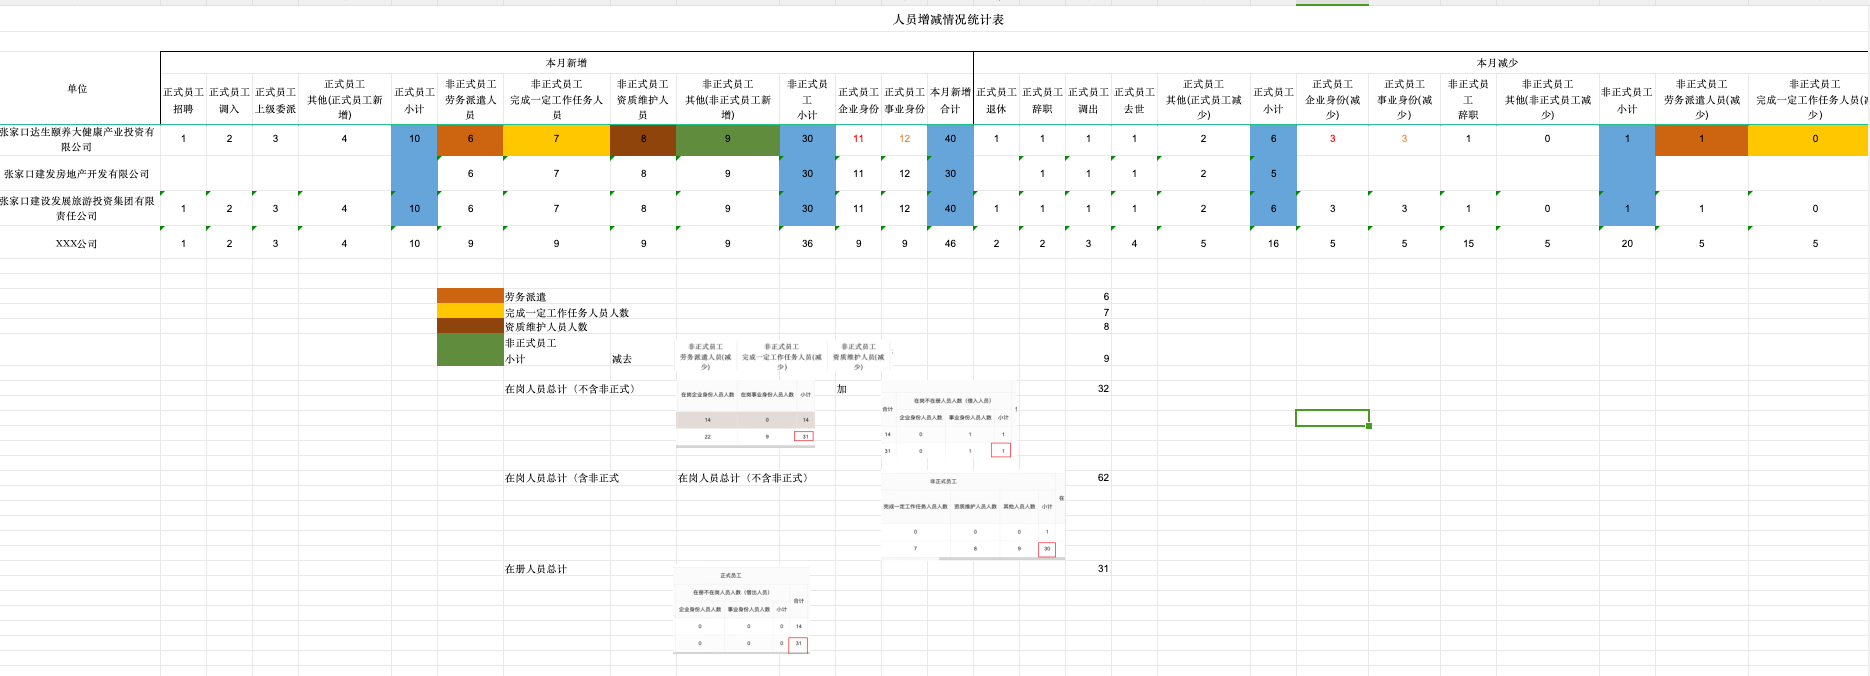 人员增减情况统计表
单位
本月新增
本月减少
正式员工
招聘
正式员工
调入
正式员工
上级委派
正式员工
其他(正式员工新
增)
正式员工
小计
非正式员工
劳务派遣人
员
非正式员工
完成一定工作任务人
员
非正式员工
资质维护人
员
非正式员工
其他(非正式员工新
增)
非正式员
工
小计
正式员工
企业身份
正式员工
事业身份
本月新增
合计
正式员工
退休
正式员工
辞职
正式员工
调出
正式员工
去世
正式员工
其他(正式员工减
少)
正式员工
小计
正式员工
企业身份(减
少)
正式员工
事业身份(减
少)
非正式员
工
辞职
非正式员工
其他(非正式员工减
少)
非正式员工
小计
非正式员工
劳务派遣人员(减
少)
非正式员工
完成一定工作任务人员(减
少)
张家口达生颐养大健康产业投资有
限公司
1 2 3 4 10 6 7 8 9 30 11 12 40 1 1 1 1 2 6 3 3 1 0 1 1 0
张家口建发房地产开发有限公司
6 7 8 9 30 11 12 30 1 1 1 2 5
张家口建设发展旅游投资集团有限
责任公司
1 2 3 4 10 6 7 8 9 30 11 12 40 1 1 1 1 2 6 3 3 1 0 1 1 0
XXX公司
1 2 3 4 10 9 9 9 9 36 9 9 46 2 2 3 4 5 16 5 5 15 5 20 5 5
劳务派遣 6
完成一定工作任务人员人数 7
资质维护人员人数 8
非正式员工
小计 减去
非正式员工
劳务派遣人员(减
少)
非正式员工
完成一定工作任务人员(减
少)
非正式员工
资质维护人员(减
少)
9
在岗人员总计（不含非正式）
在岗企业身份人员人数 在岗事业身份人员人数 小计
14 0 14
22 9 31
加
合计
在岗不在册人员人数（借入人员）
企业身份人员人数 事业身份人员人数 小计
14 0 1 1
31 0 1 1
32
在岗人员总计（含非正式
在岗人员总计（不含非正式）
非正式员工
在
完成一定工作任务人员人数 资质维护人员人数 其他人员人数 小计
0 0 0 1
7 8 9 30
62
在册人员总计
正式员工
在册不在岗人员人数（借出人员）
合计
企业身份人员人数 事业身份人员人数 小计
0 0 0 14
0 0 0 31
31